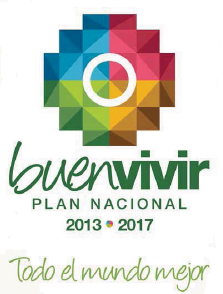 buenvivir
PLAN NACIONAL
2013 • 2017
Todo el mundo mejor